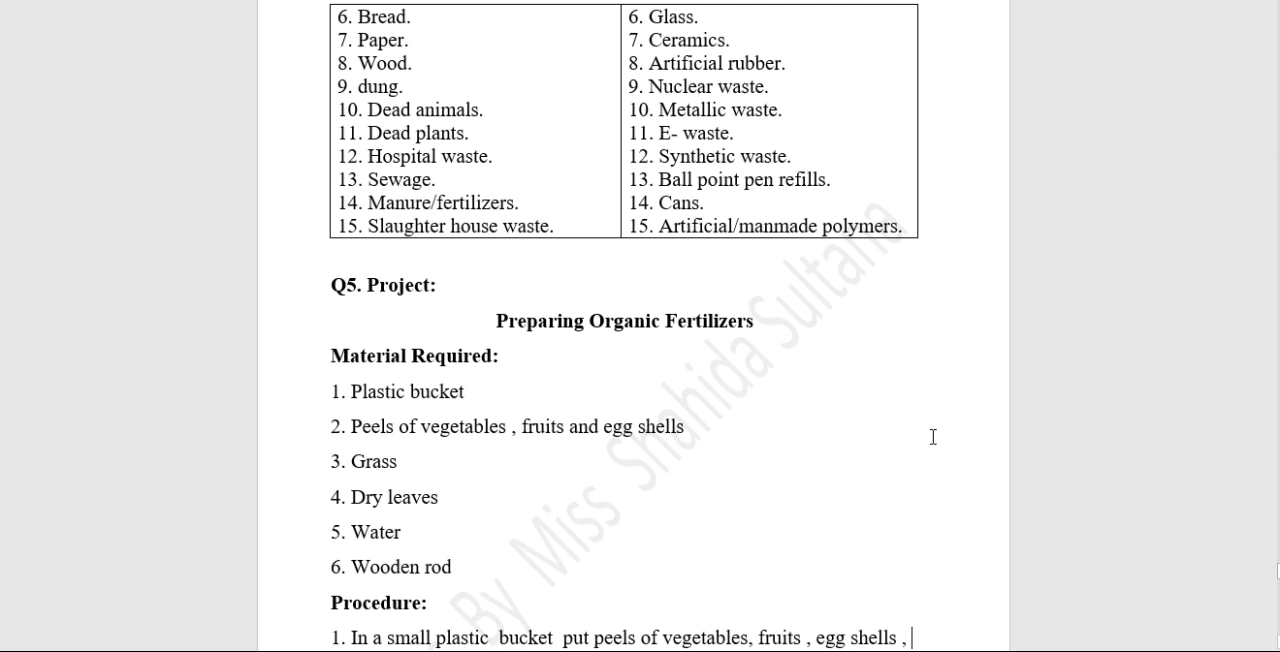 6. Bread.
7. Paper.
8. Wood.
9. dung.
10. Dead animals.
11. Dead plants.
12. Hospital waste.
13. Sewage.
14. Manure/fertilizers.
15. Slaughter house waste.
6. Glass.
7. Ceramics.
8. Artificial rubber.
9. Nuclear waste.
10. Metallic waste.
11. E- waste.
12. Synthetic waste.
13. Ball point pen refills.
14. Cans.
15. Artificial/manmade polymers.
Q5. Project:
Preparing Organic Fertilizers
Material Required:
1. Plastic bucket
2. Peels of vegetables , fruits and egg shells
3. Grass
4. Dry leaves
5. Water
6. Wooden rod
Procedure:
1. In a small plastic  bucket  put peels of vegetables, fruits , egg shells ,
By Miss Shahida Sultana